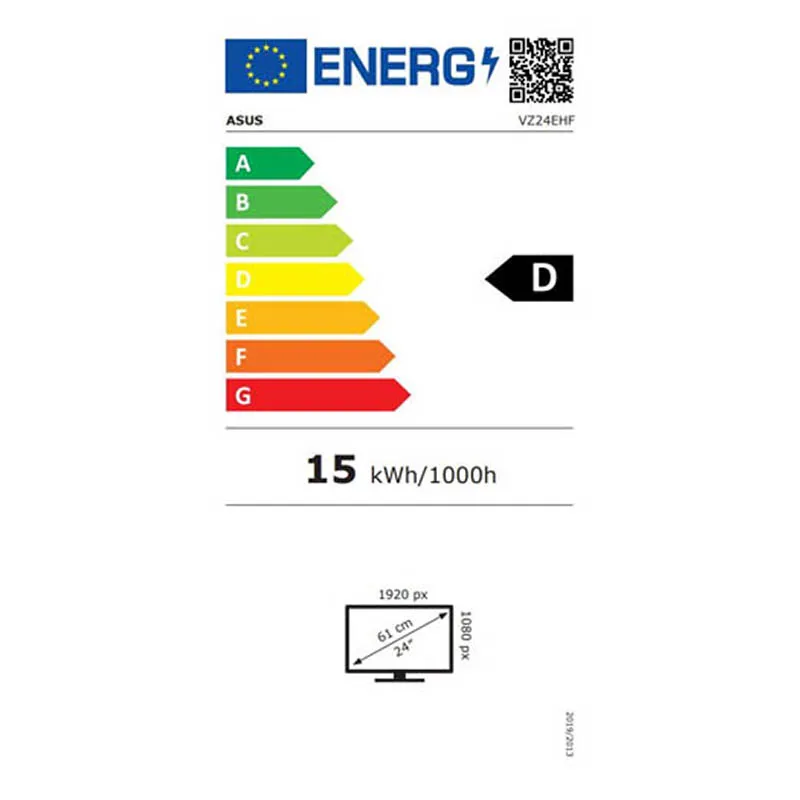 ENERG
ASUS VZ24EHF
A
B
C
D
D
E
F
G
15 kWh/1000h
1920 px
1080 px
61 cm
24"
2019/2013